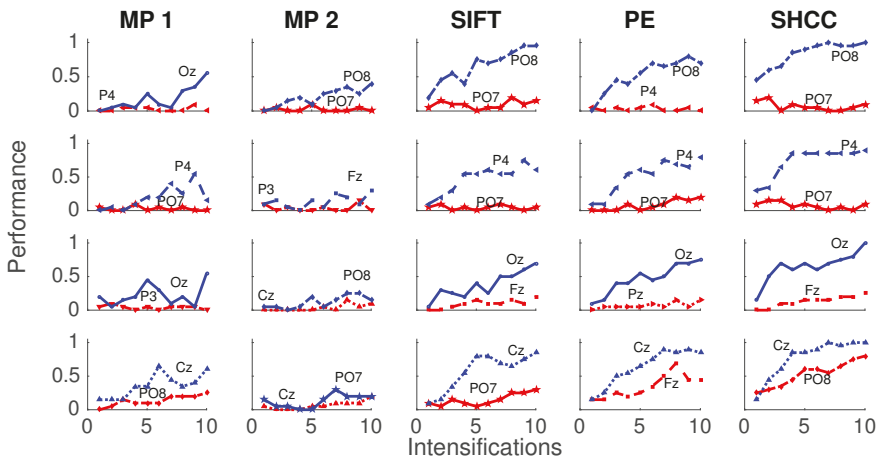 MP 1 MP 2 SIFT PE SHCC
1 P4 Oz PO8 PO7 PO8 PO7 P4 PO8 PO8 PO7
0.5
0
1 P4 PO7 P3 Fz P4 PO7 P4 PO7 P4 PO7
0.5
0
1 Oz P3 Cz PO8 Oz Fz Oz Pz Oz Fz
0.5
0
1 Cz PO8 Cz PO7 Cz PO7 Cz Fz Cz PO8
0.5
0
0 5 10 0 5 10 0 5 10 0 5 10 0 5 10
Performance
Intensifications